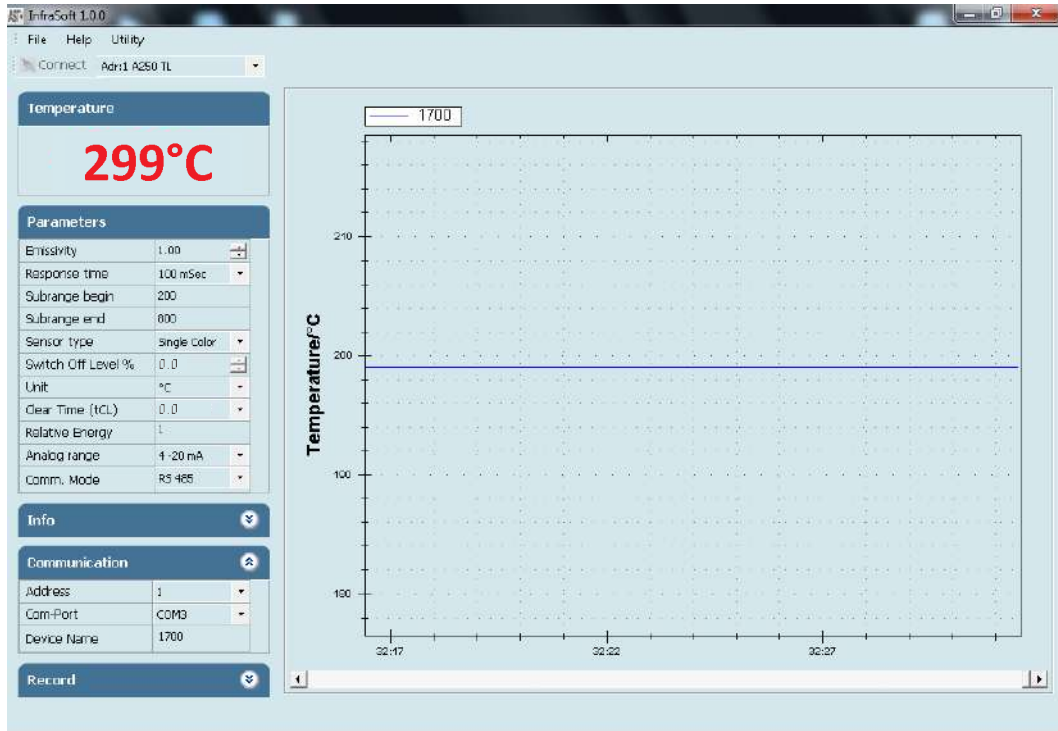 InfraSoft 1.0.0
File Help Utility
Connect Adr:1 A250 TL
Temperature
299°C
Parameters
Emissivity 1.00
Response time 100 mSec
Subrange begin 200
Subrange end 800
Sensor type Single Color
Switch Off Level % 0.0
Unit °C
Clear Time (tCL) 0.0
Relative Energy 1
Analog range 4 -20 mA
Comm. Mode RS 485
Info
Communication
Address 1
Com-Port COM3
Device Name 1700
Record
1700
Temperature/°C
210
200
190
180
32:17 32:22 32:27